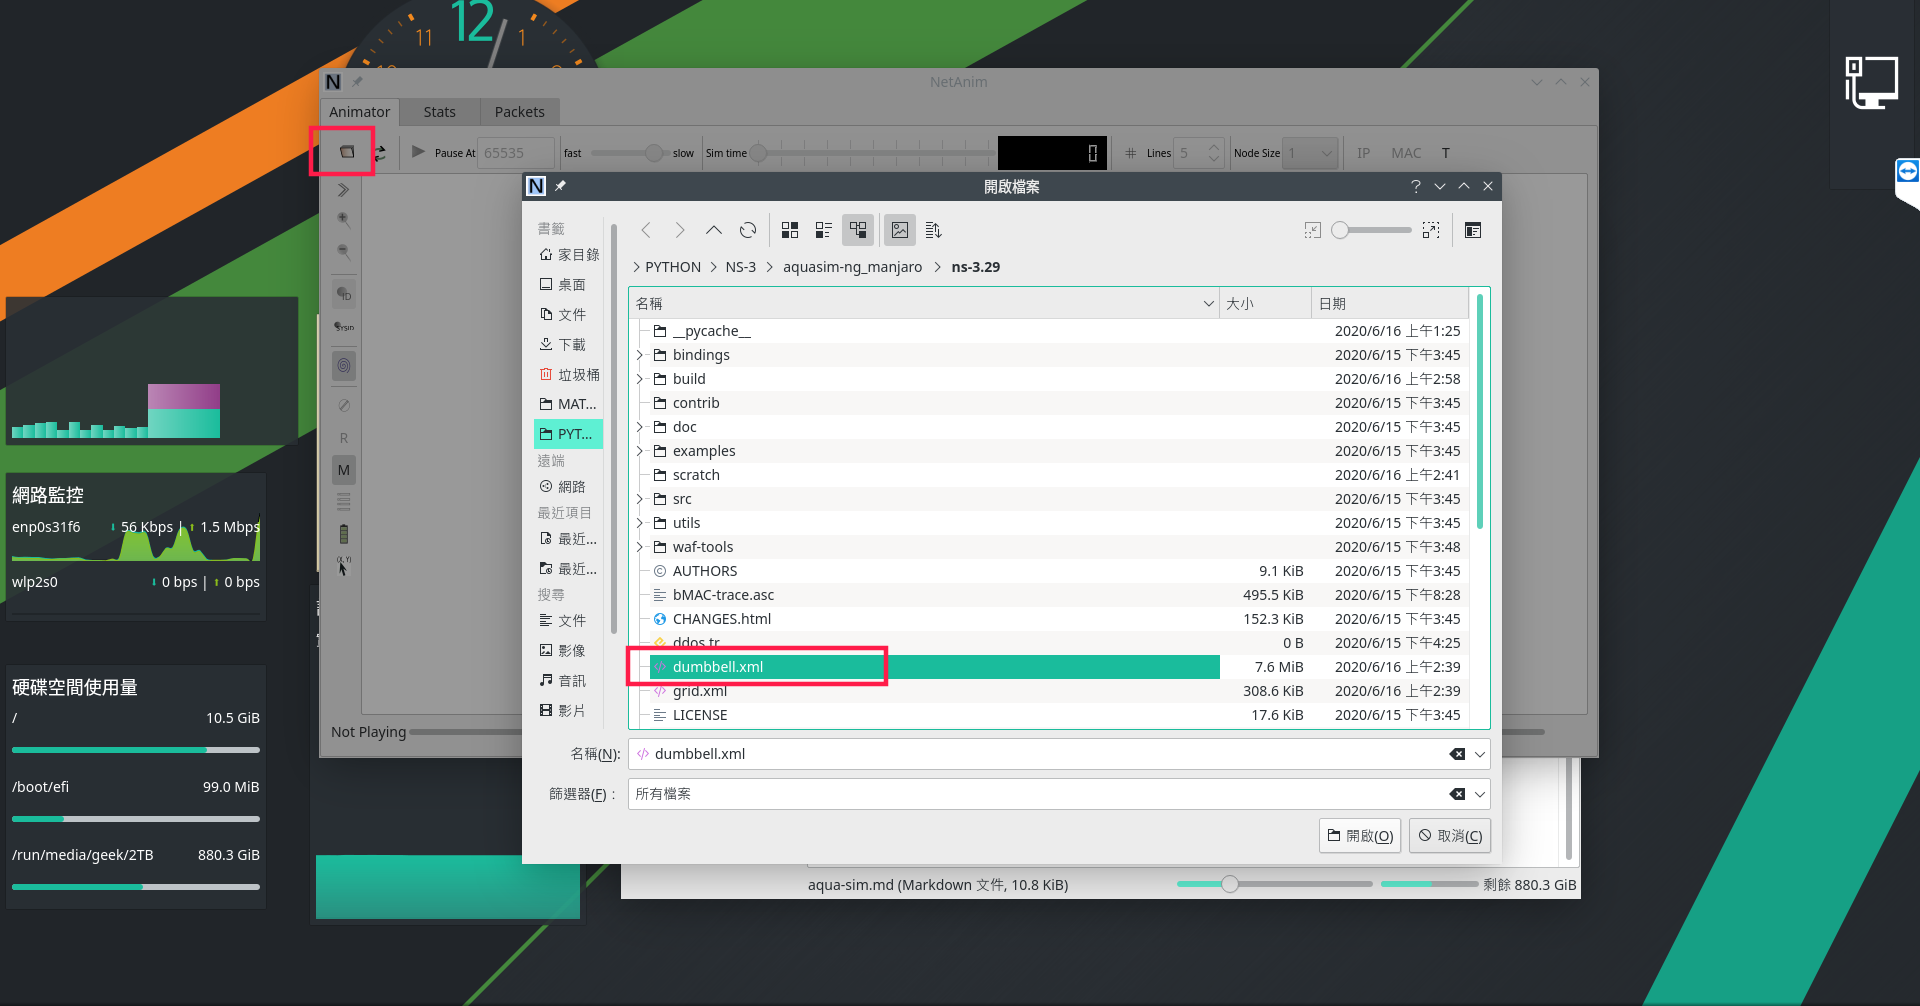 12
11
1
NetAnim
Animator
Stats
Packets
Pause At
65535
fast
slow
Sim time
0
Lines
5
Node Size
1
IP
MAC
T
開啟檔案
書籤
家目錄
桌面
文件
下載
垃圾桶
MAT...
PYT...
遠端
網路
最近項目
最近...
最近...
搜尋
文件
影像
音訊
影片
PYTHON > NS-3 > aquasim-ng_manjaro > ns-3.29
名稱 大小 日期
__pycache__ 2020/6/16 上午1:25
bindings 2020/6/15 下午3:45
build 2020/6/16 上午2:58
contrib 2020/6/15 下午3:45
doc 2020/6/15 下午3:45
examples 2020/6/15 下午3:45
scratch 2020/6/16 上午2:41
src 2020/6/15 下午3:45
utils 2020/6/15 下午3:45
waf-tools 2020/6/15 下午3:48
AUTHORS 9.1 KiB 2020/6/15 下午3:45
bMAC-trace.asc 495.5 KiB 2020/6/15 下午8:28
CHANGES.html 152.3 KiB 2020/6/15 下午3:45
ddos.tr 0 B 2020/6/15 下午4:25
dumbbell.xml 7.6 MiB 2020/6/16 上午2:39
grid.xml 308.6 KiB 2020/6/16 上午2:39
LICENSE 17.6 KiB 2020/6/15 下午3:45
名稱(N): dumbbell.xml
篩選器(F)： 所有檔案
開啟(O)
取消(C)
ID
R
M
Not Playing
aqua-sim.md (Markdown 文件, 10.8 KiB)
剩餘 880.3 GiB
網路監控
enp0s31f6 56 Kbps | 1.5 Mbps
wlp2s0 0 bps | 0 bps
硬碟空間使用量
/ 10.5 GiB
/boot/efi 99.0 MiB
/run/media/geek/2TB 880.3 GiB